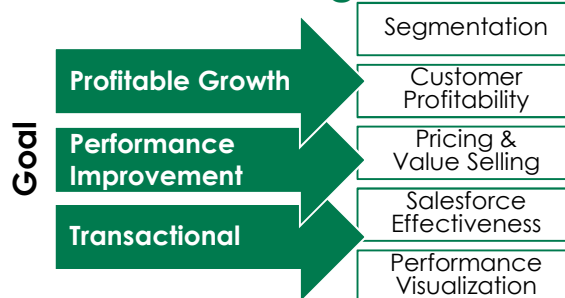 Segmentation
Profitable Growth
Customer
Profitability
Goal
Performance
Improvement
Pricing &
Value Selling
Transactional
Salesforce
Effectiveness
Performance
Visualization